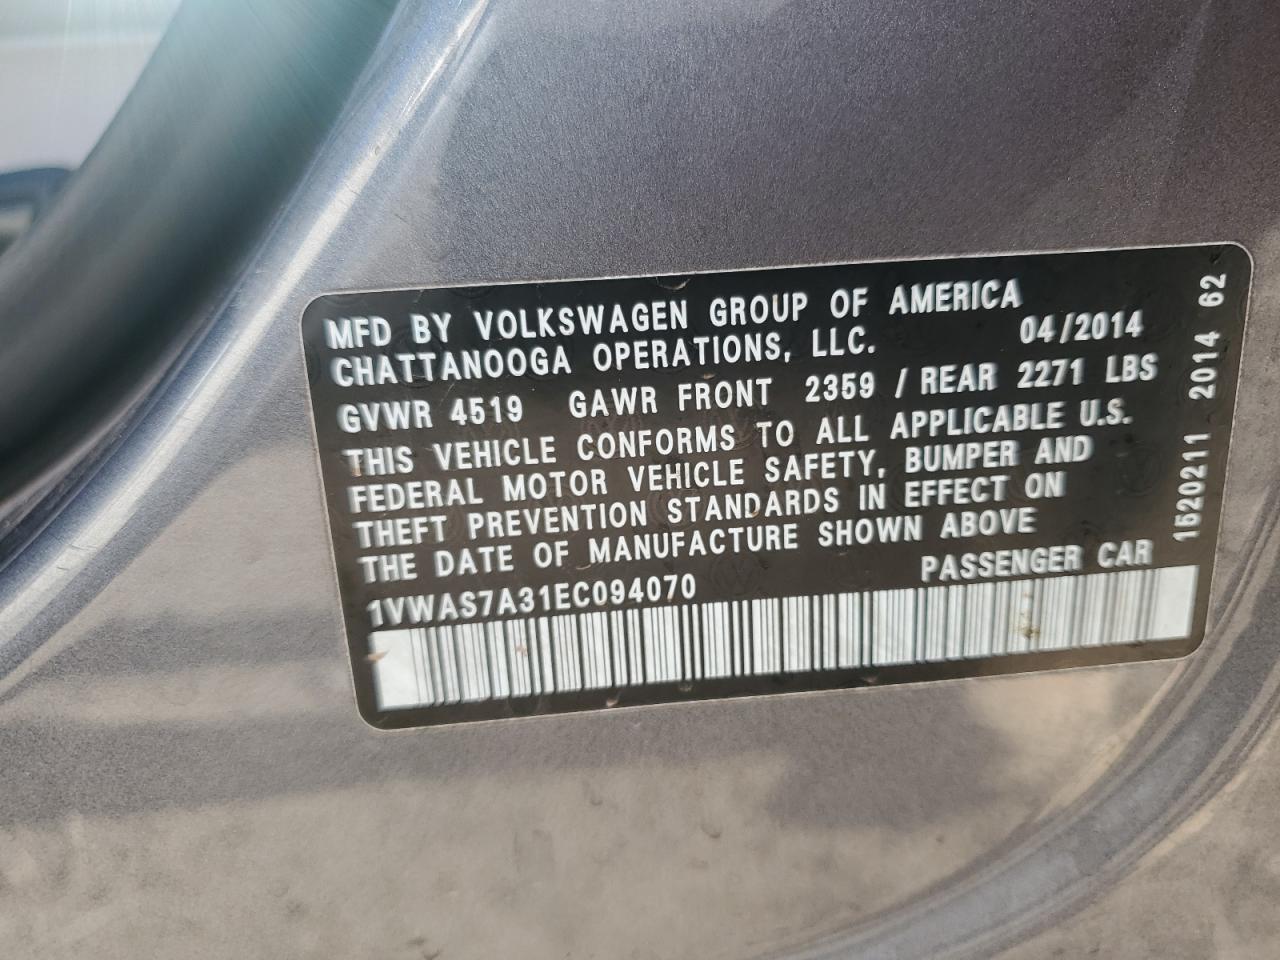 MFD BY VOLKSWAGEN GROUP OF AMERICA
CHATTANOOGA OPERATIONS, LLC. 04/2014
GVWR 4519 GAWR FRONT 2359 / REAR 2271 LBS
THIS VEHICLE CONFORMS TO ALL APPLICABLE U.S.
FEDERAL MOTOR VEHICLE SAFETY, BUMPER AND
THEFT PREVENTION STANDARDS IN EFFECT ON
THE DATE OF MANUFACTURE SHOWN ABOVE
1VWAS7A31EC094070 PASSENGER CAR
1520211 2014 62